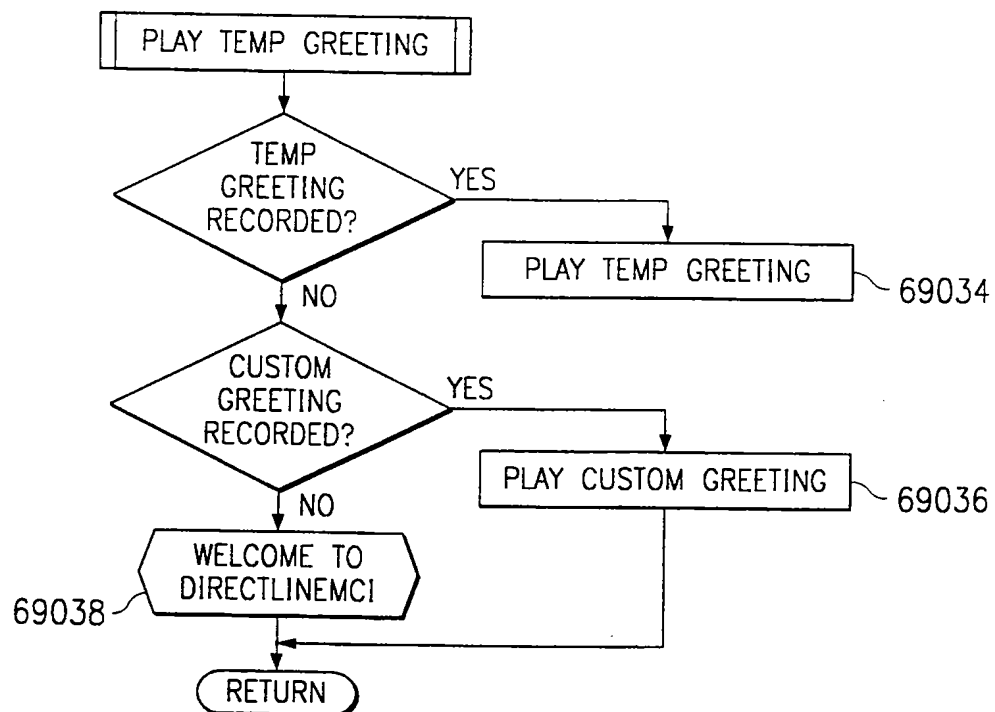 PLAY TEMP GREETING
TEMP
GREETING
RECORDED?
YES
PLAY TEMP GREETING
69034
NO
CUSTOM
GREETING
RECORDED?
YES
PLAY CUSTOM GREETING
69036
NO
WELCOME TO
DIRECTLINEMCI
69038
RETURN